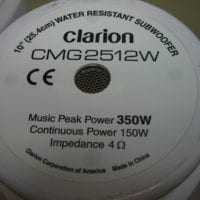 10" (25.4cm) WATER RESISTANT SUBWOOFER
clarion
CMG2512W
CE
Music Peak Power 350W
Continuous Power 150W
Impedance 4Ω
Clarion Corporation of America Made in China